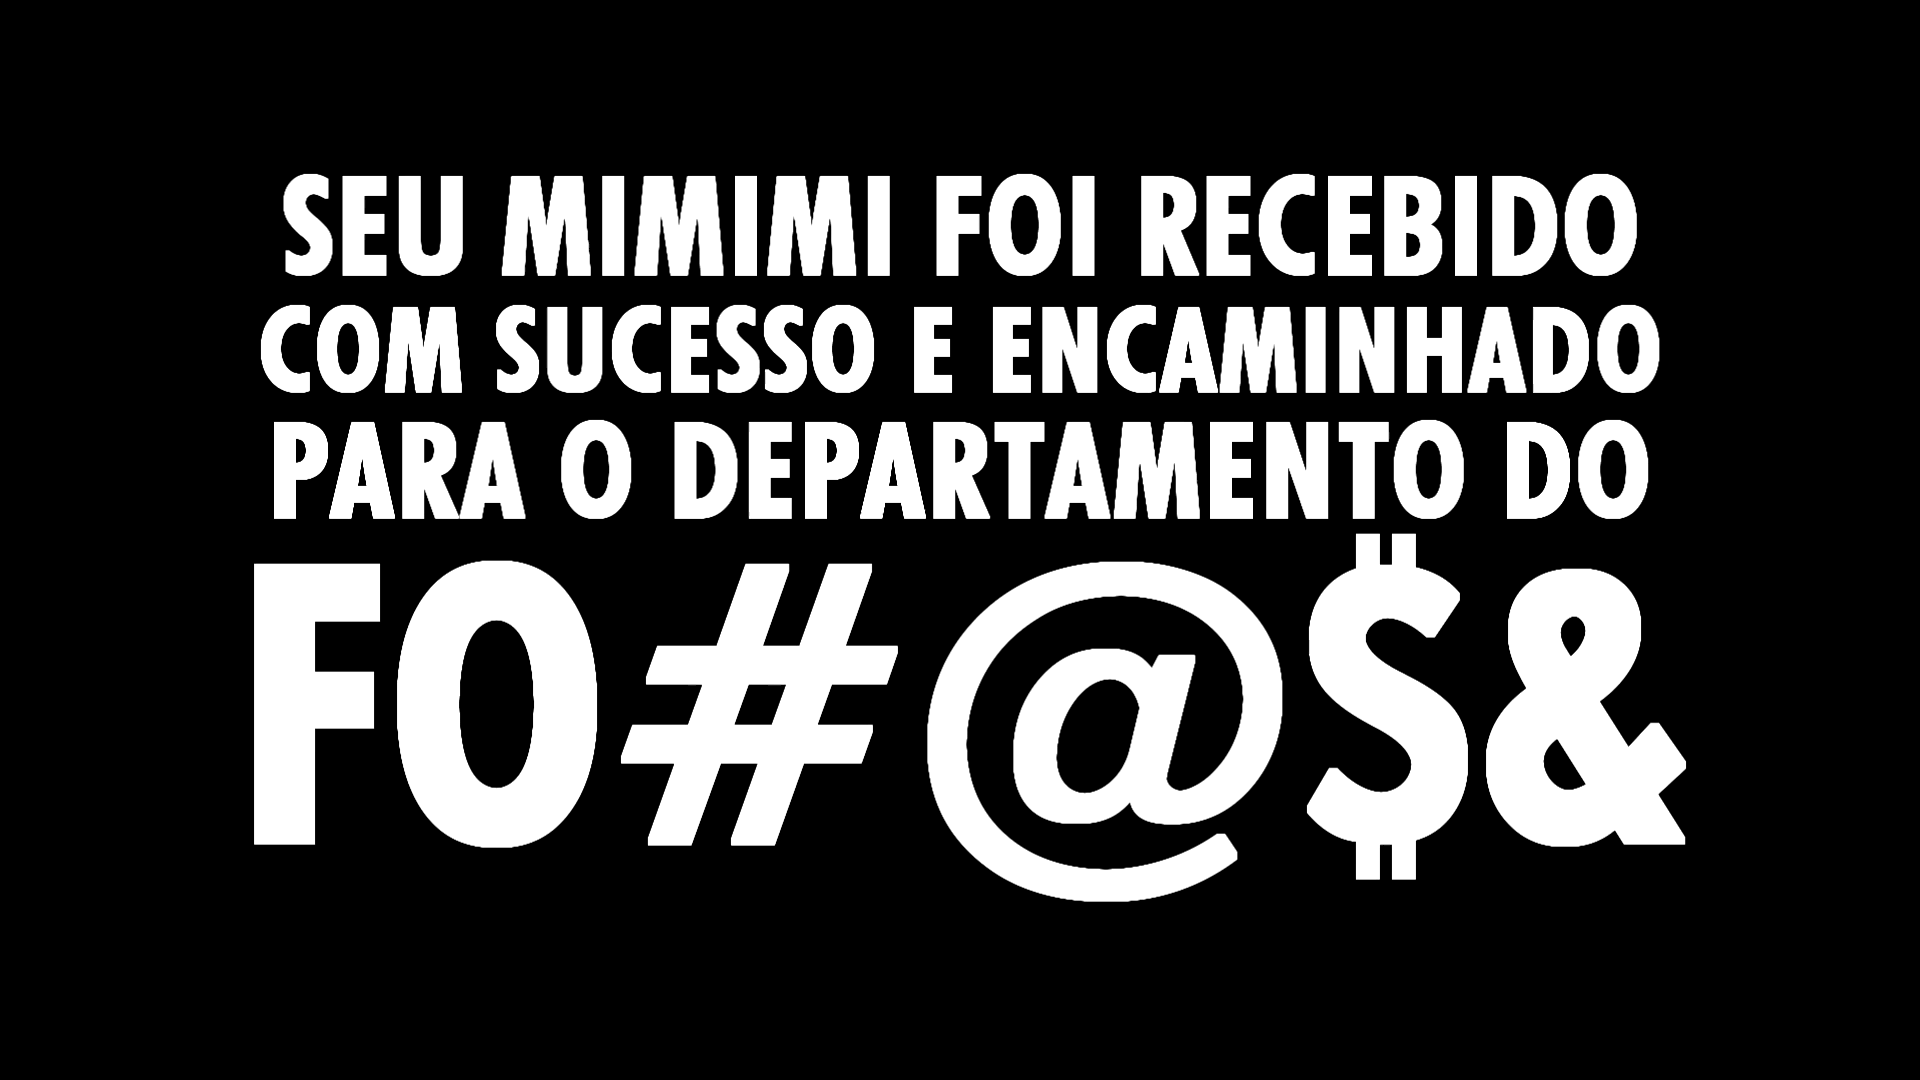 SEU MIMIMI FOI RECEBIDO
COM SUCESSO E ENCAMINHADO
PARA O DEPARTAMENTO DO
FO#@$&